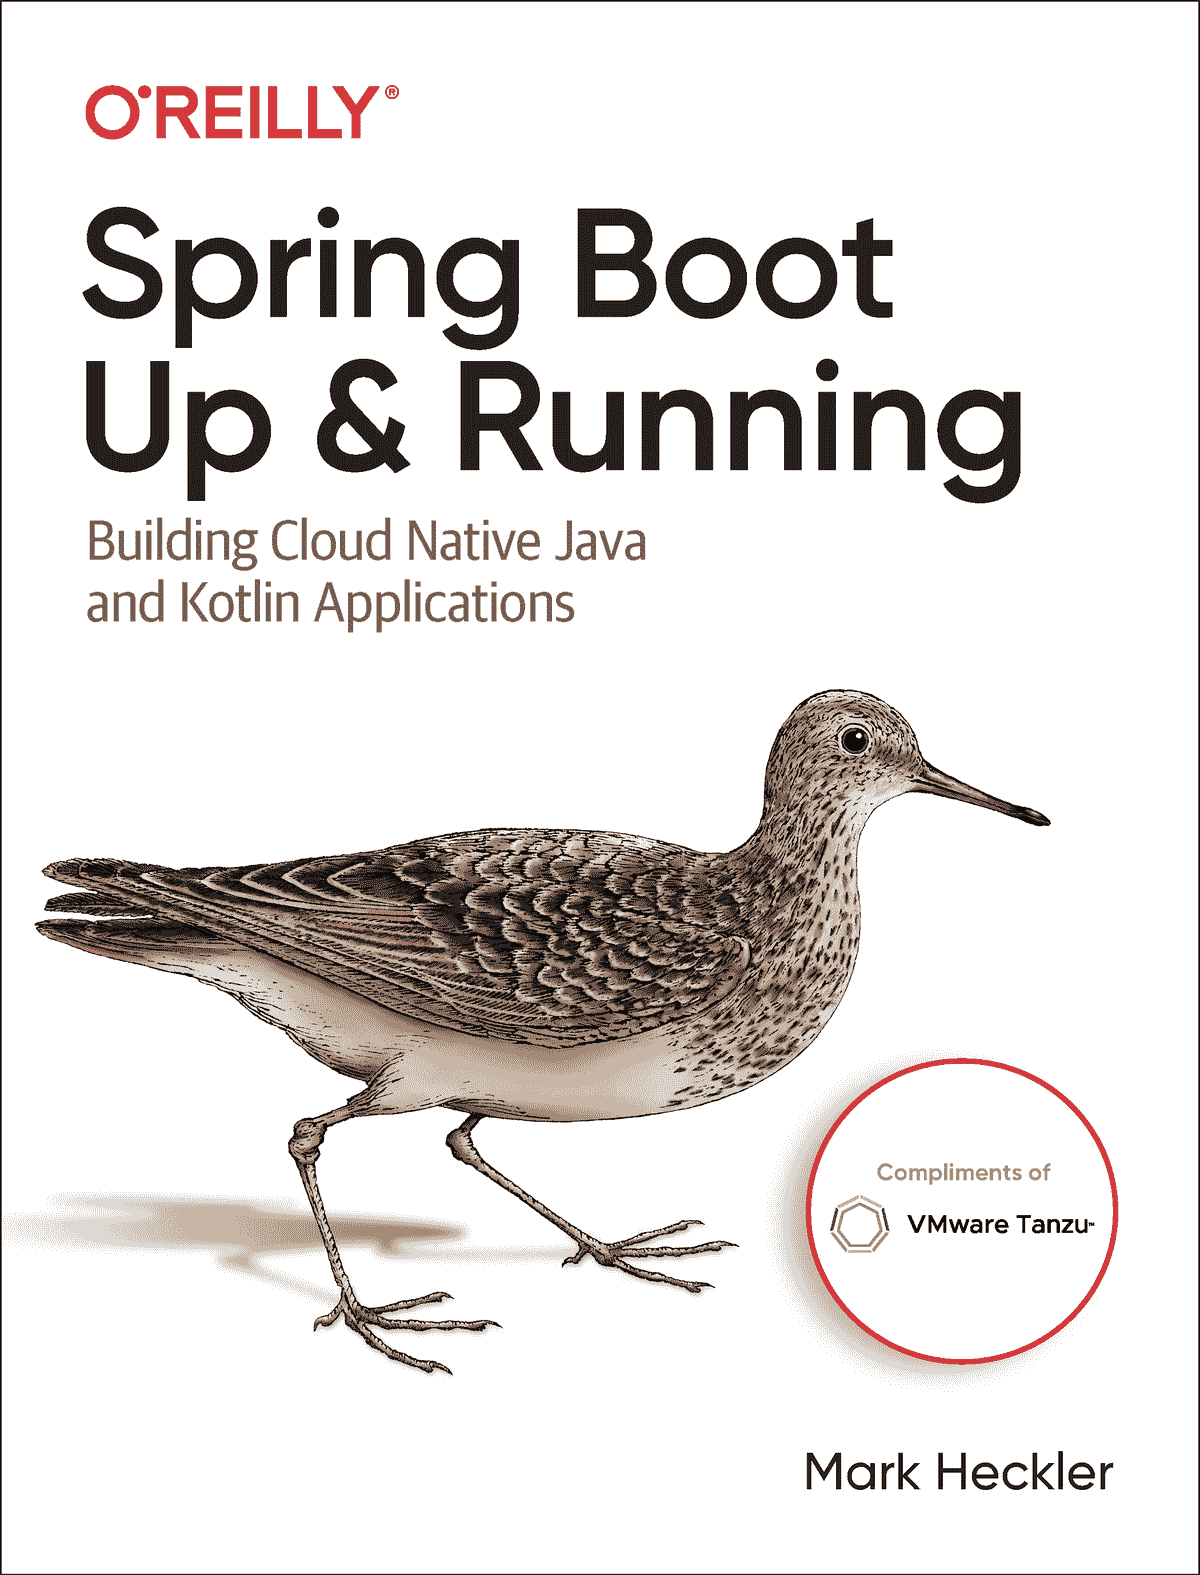 O'REILLY®
Spring Boot
Up & Running
Building Cloud Native Java
and Kotlin Applications
Compliments of
VMware Tanzu™
Mark Heckler